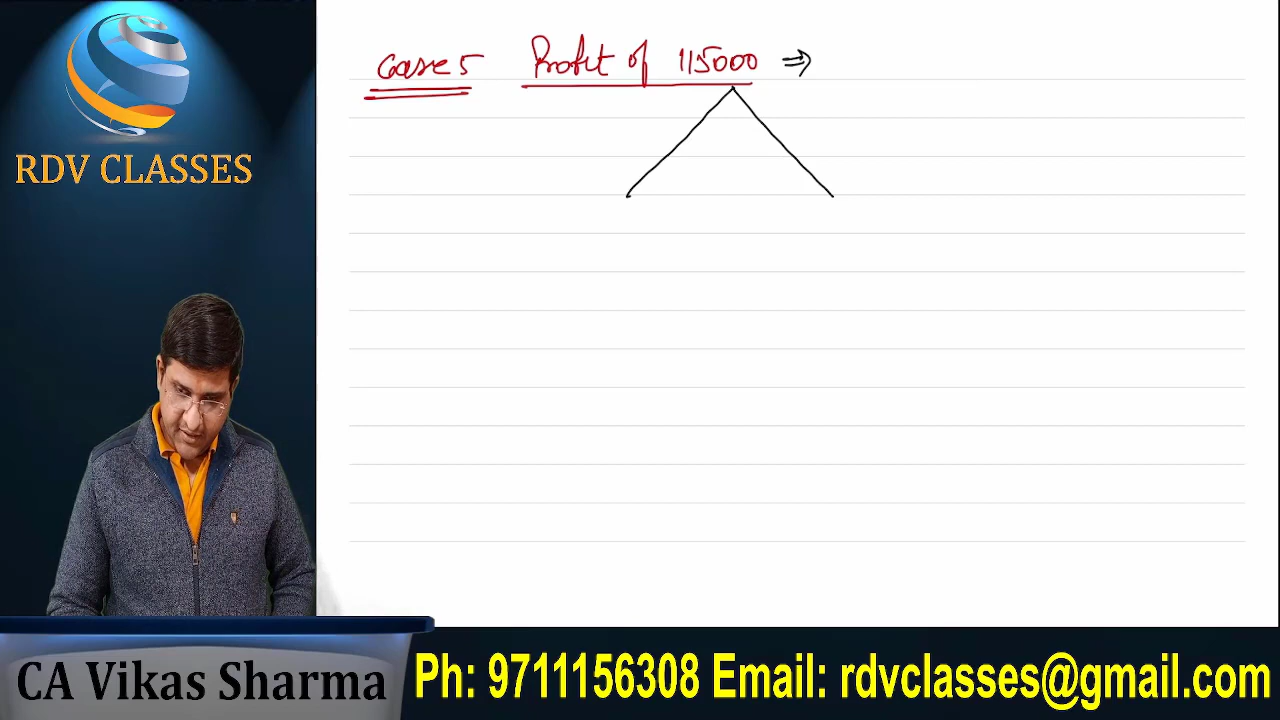 Case 5 Profit of 115000 ⇒
RDV CLASSES
CA Vikas Sharma
Ph: 9711156308 Email: rdvclasses@gmail.com